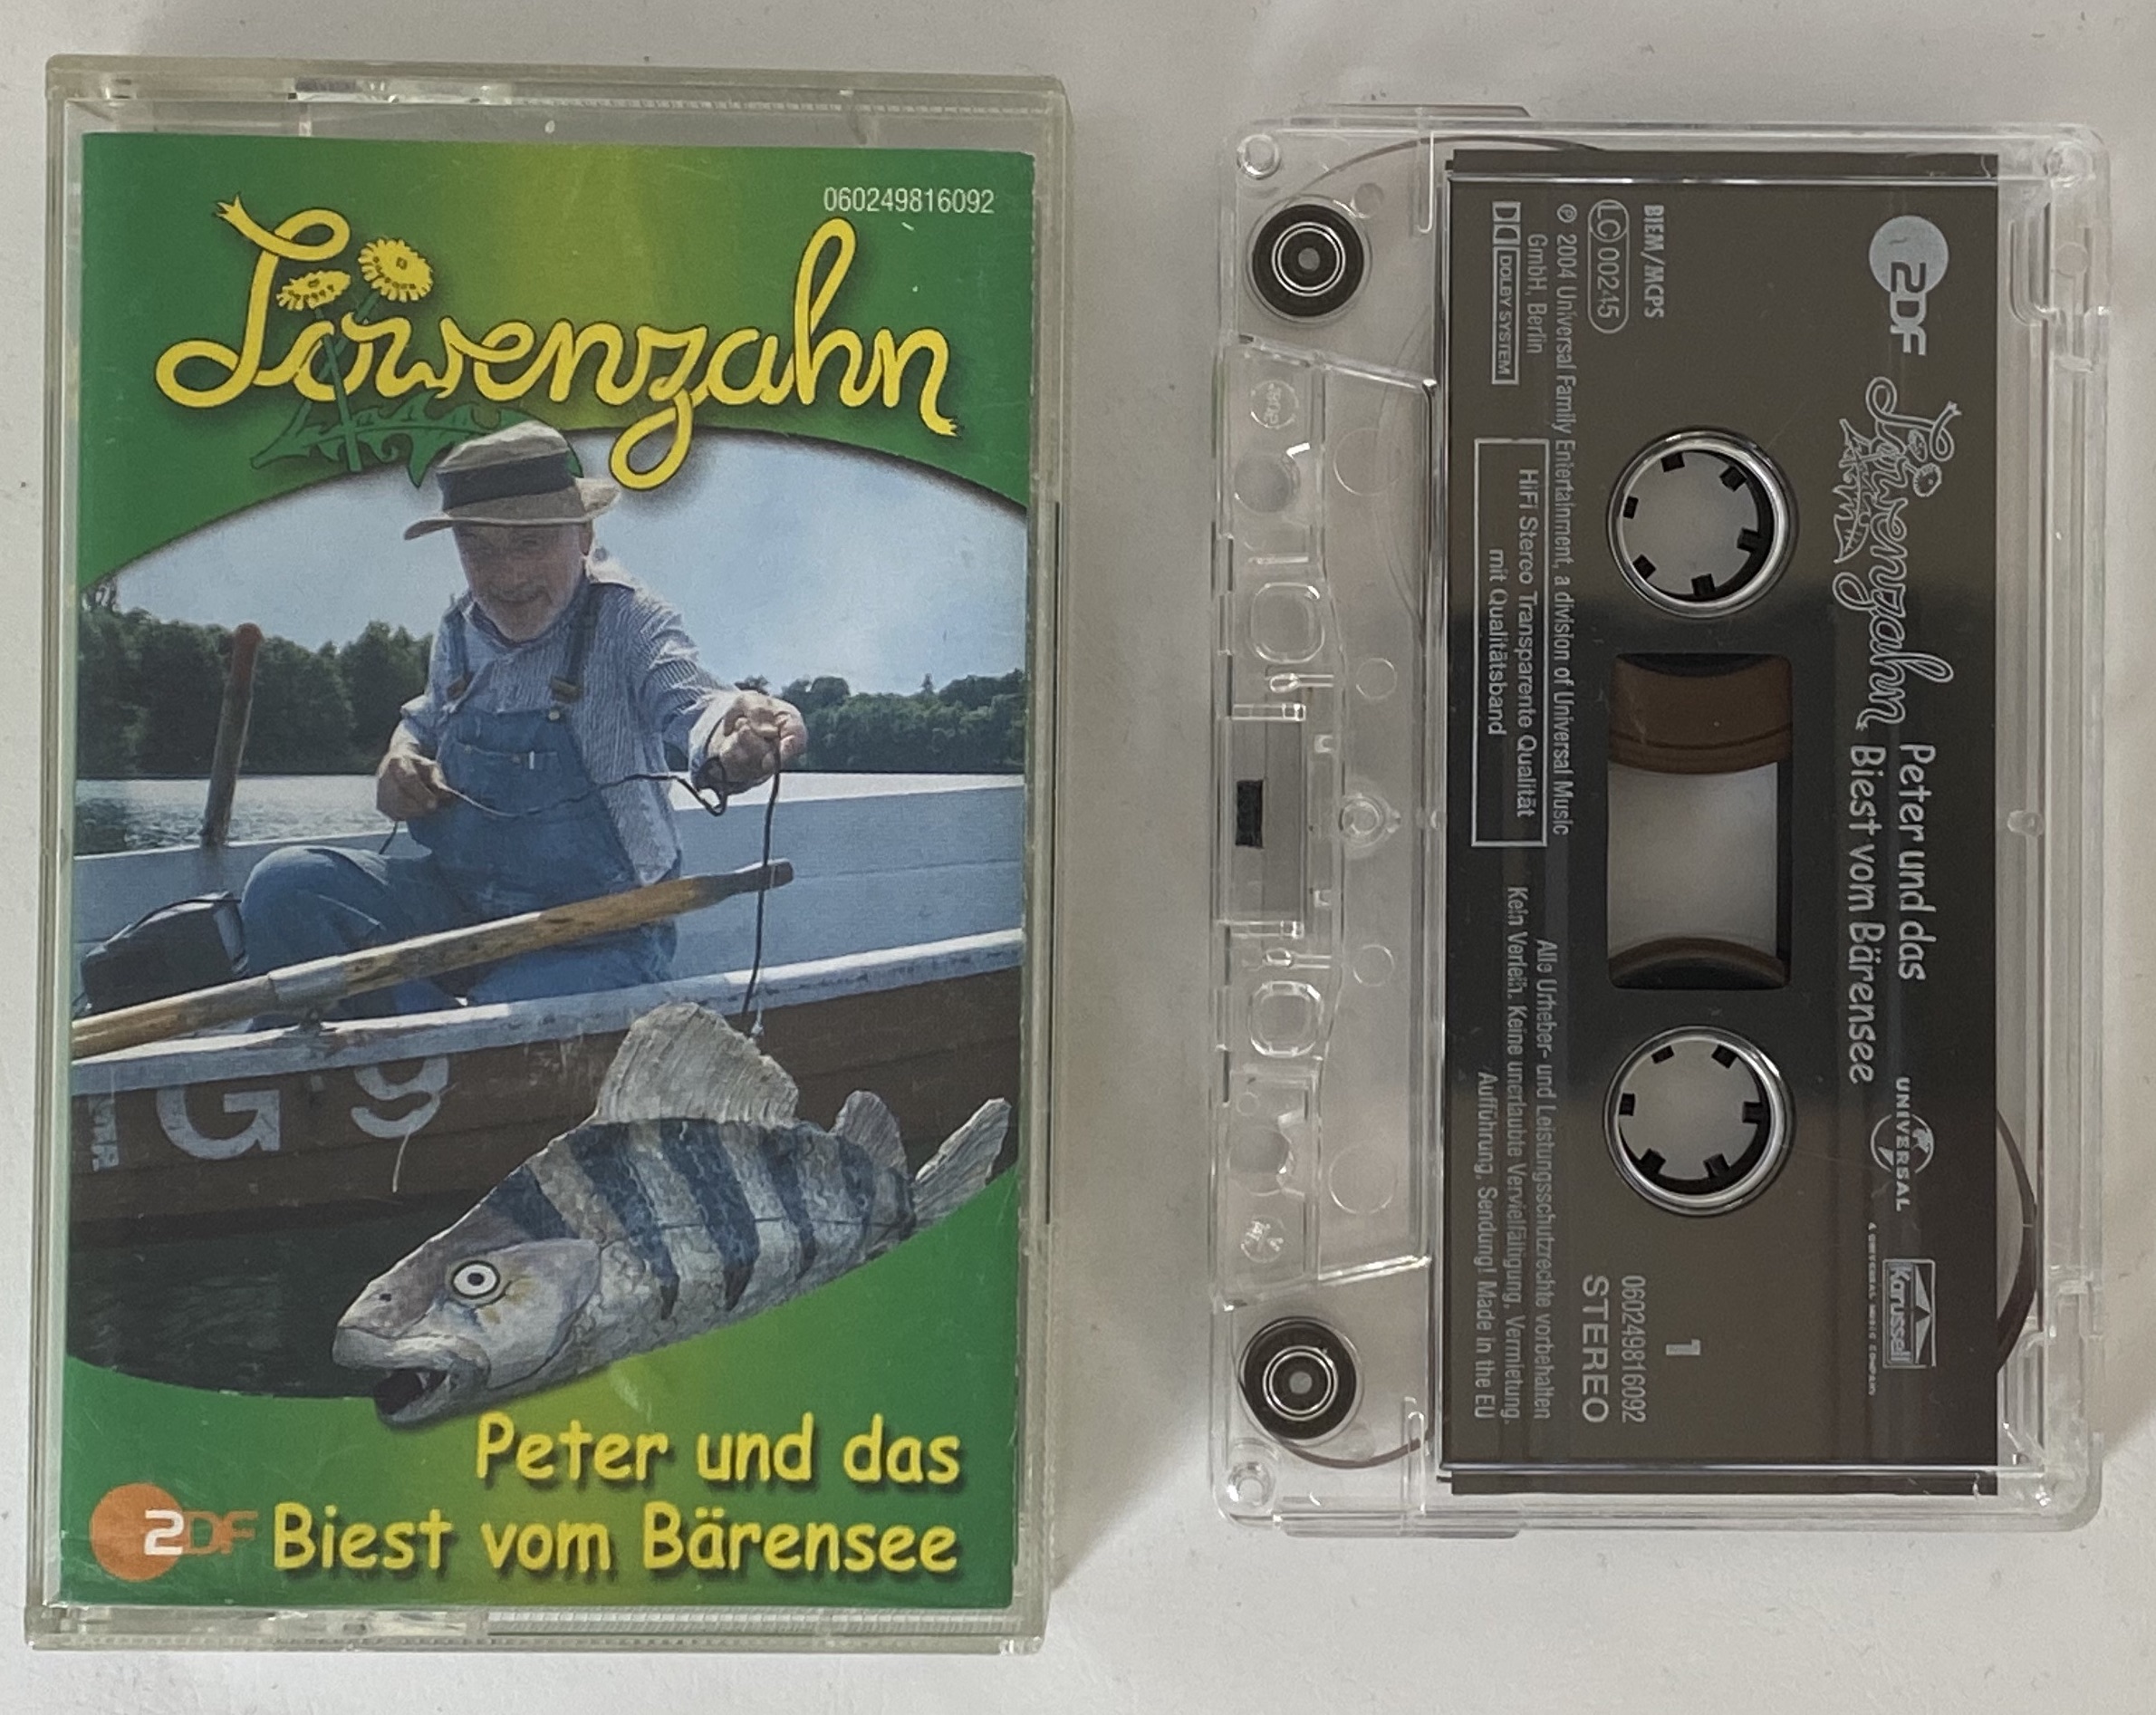 060249816092
Löwenzahn
G 9
Peter und das
Biest vom Bärensee
ZDF
ZDF
Löwenzahn
Peter und das
Biest vom Bärensee
UNIVERSAL
Karussell
A UNIVERSAL MUSIC COMPANY
BIEM/MCPS
LC 00245
℗ 2004 Universal Family Entertainment, a division of Universal Music
GmbH, Berlin
DOLBY SYSTEM
HiFi Stereo Transparente Qualität
mit Qualitätsband
1
060249816092
STEREO
Alle Urheber- und Leistungsschutzrechte vorbehalten
Kein Verleih. Keine unerlaubte Vervielfältigung, Vermietung,
Aufführung, Sendung! Made in the EU